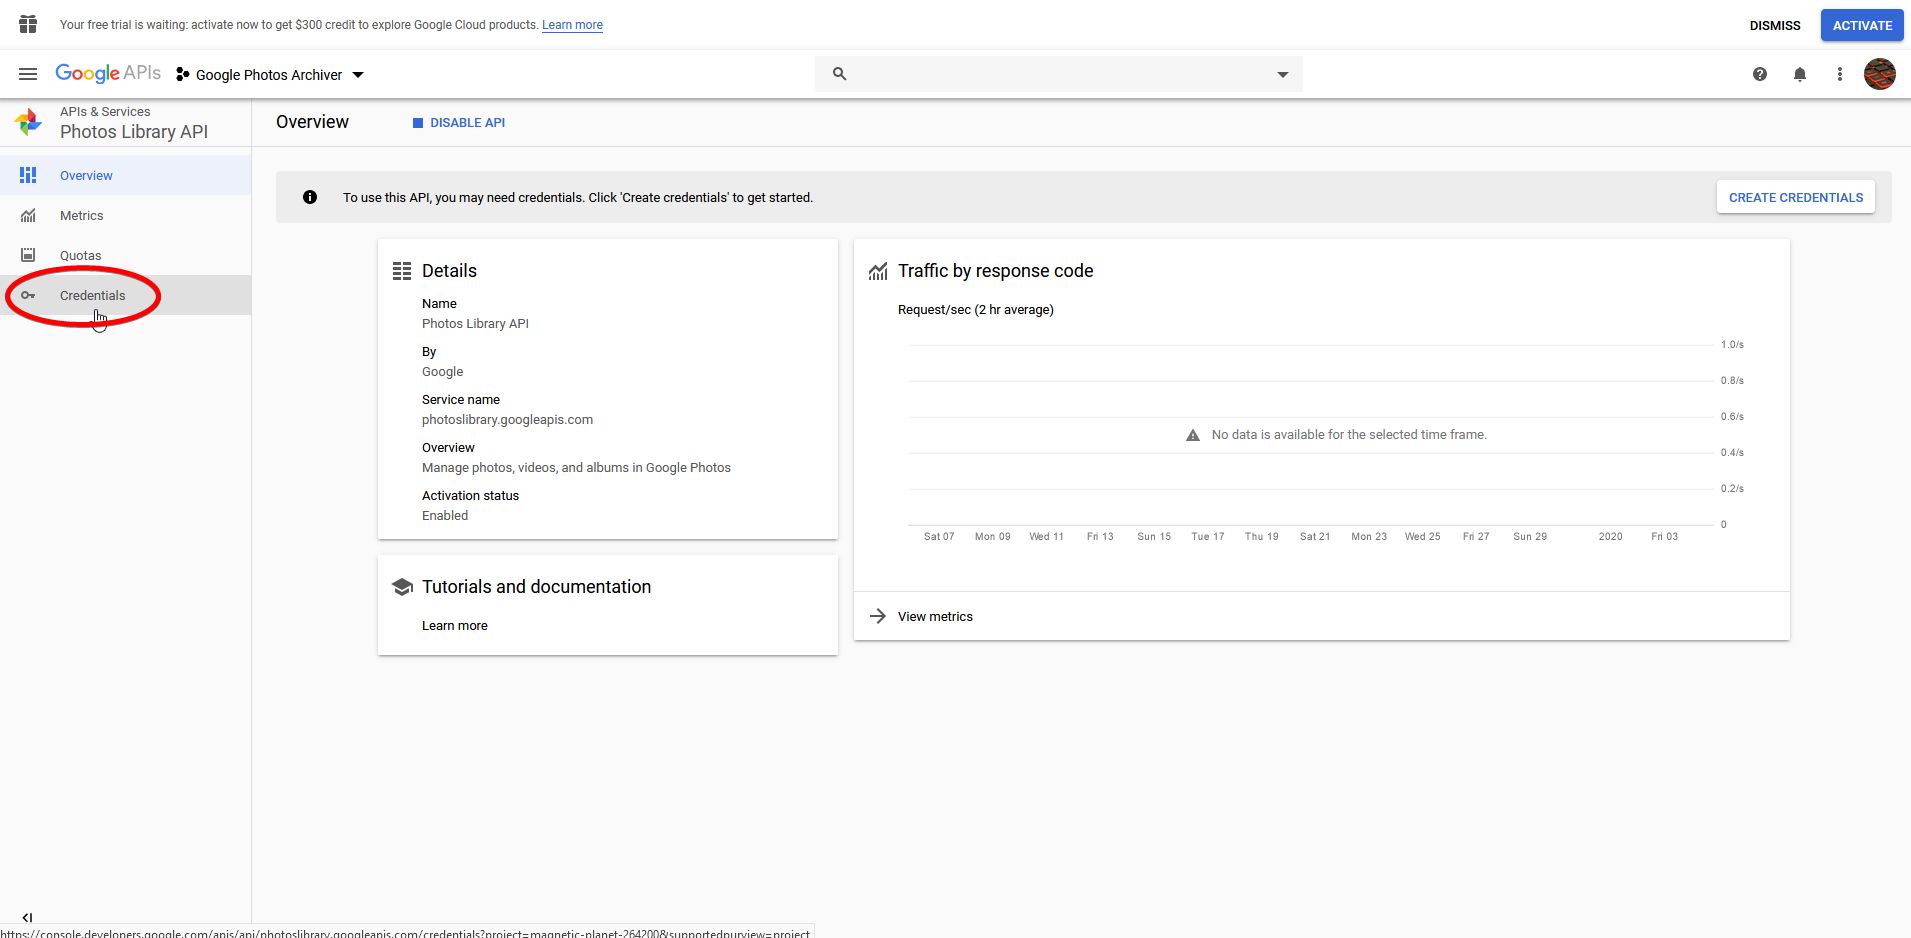 Your free trial is waiting: activate now to get $300 credit to explore Google Cloud products. Learn more
DISMISS
ACTIVATE
Google APIs
Google Photos Archiver
APIs & Services
Photos Library API
Overview
DISABLE API
Overview
Metrics
Quotas
Credentials
To use this API, you may need credentials. Click 'Create credentials' to get started.
CREATE CREDENTIALS
Details
Name
Photos Library API
By
Google
Service name
photoslibrary.googleapis.com
Overview
Manage photos, videos, and albums in Google Photos
Activation status
Enabled
Tutorials and documentation
Learn more
Traffic by response code
Request/sec (2 hr average)
1.0/s
0.8/s
0.6/s
No data is available for the selected time frame.
0.4/s
0.2/s
0
Sat 07 Mon 09 Wed 11 Fri 13 Sun 15 Tue 17 Thu 19 Sat 21 Mon 23 Wed 25 Fri 27 Sun 29 2020 Fri 03
View metrics
https://console.developers.google.com/apis/api/photoslibrary.googleapis.com/credentials?project=magnetic-planet-264200&supportedpurview=project